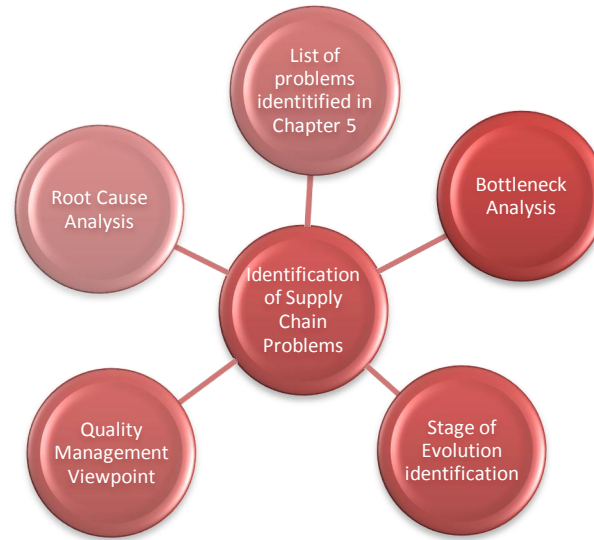 List of
problems
identitified in
Chapter 5
Root Cause
Analysis
Bottleneck
Analysis
Identification
of Supply
Chain
Problems
Quality
Management
Viewpoint
Stage of
Evolution
identification